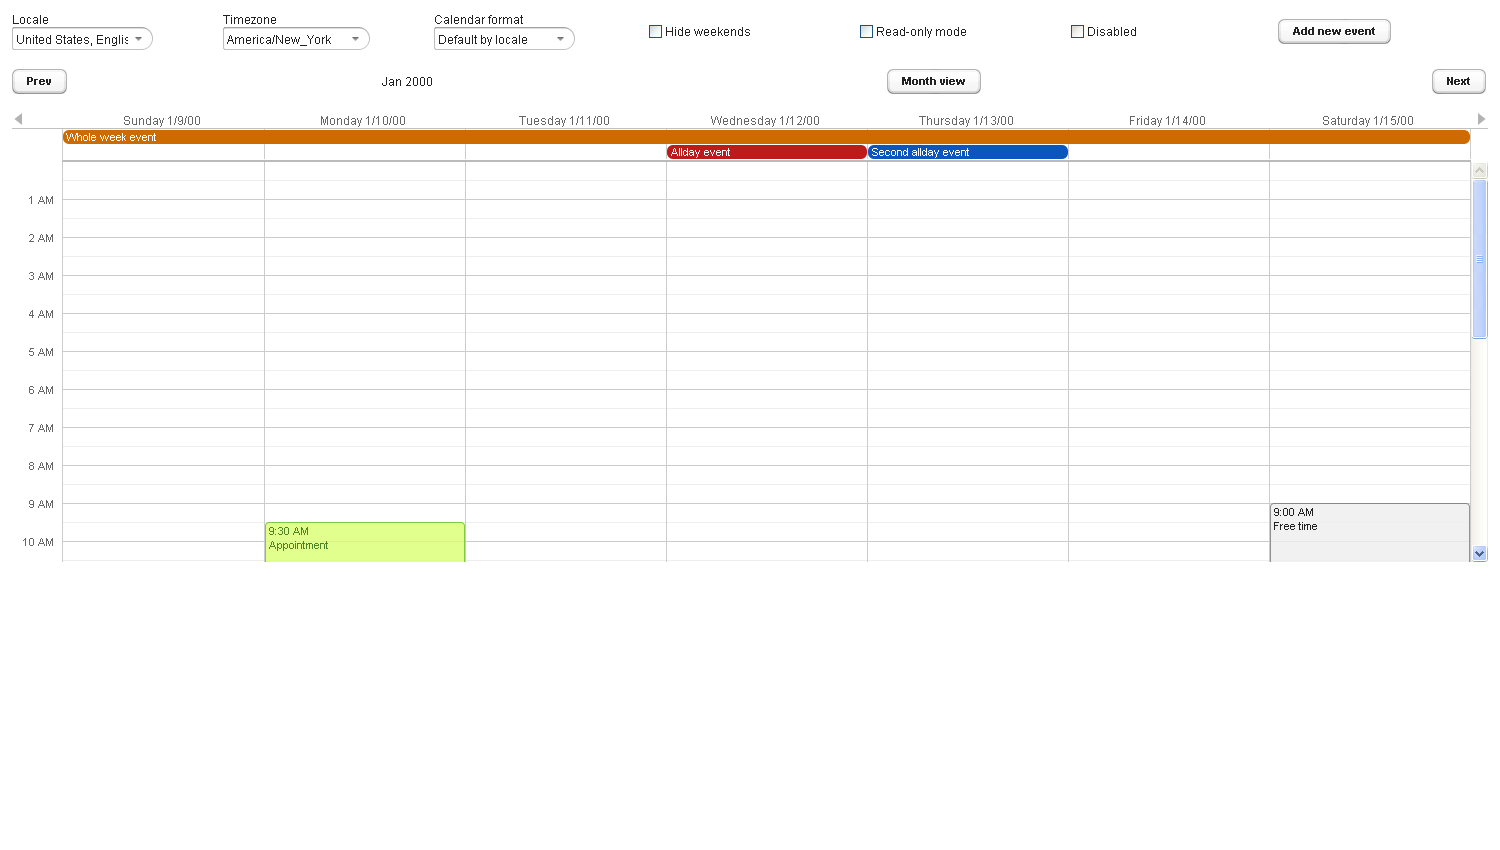 Locale
Timezone
Calendar format
United States, Englis
America/New_York
Default by locale
Hide weekends
Read-only mode
Disabled
Add new event
Prev
Jan 2000
Month view
Next
Sunday 1/9/00
Monday 1/10/00
Tuesday 1/11/00
Wednesday 1/12/00
Thursday 1/13/00
Friday 1/14/00
Saturday 1/15/00
Whole week event
Allday event
Second allday event
1 AM
2 AM
3 AM
4 AM
5 AM
6 AM
7 AM
8 AM
9 AM
10 AM
9:30 AM
Appointment
9:00 AM
Free time